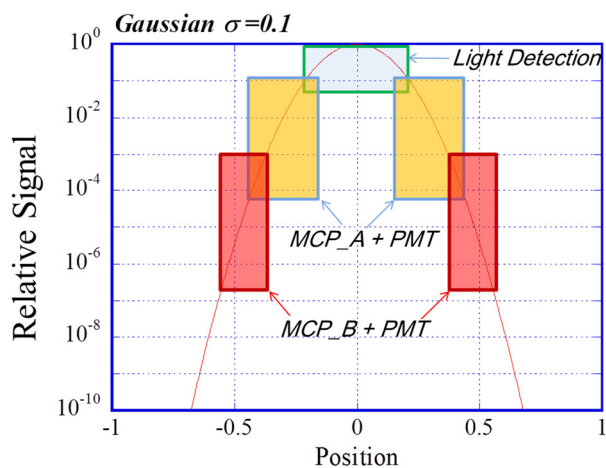 Gaussian σ=0.1
Light Detection
10^0
10^-2
10^-4
10^-6
10^-8
10^-10
Relative Signal
MCP_A + PMT
MCP_B + PMT
-1 -0.5 0 0.5 1
Position